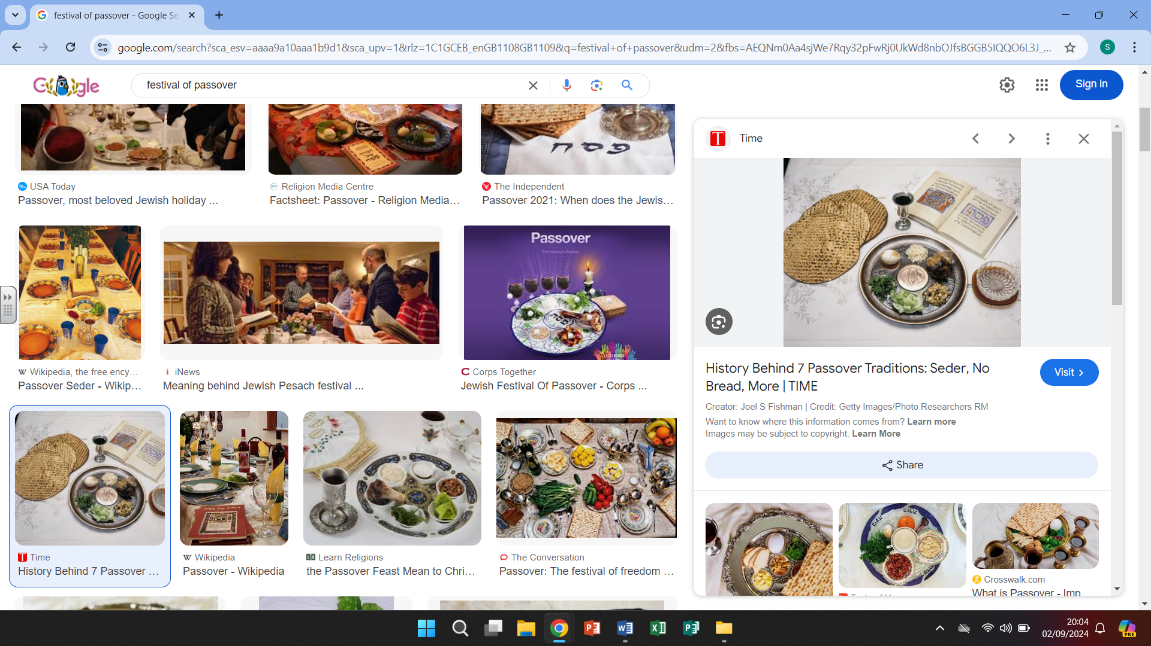 festival of passover - Google Se
google.com/search?sca_esv=aaaa9a10aaa1b9d1&sca_upv=1&rlz=1C1GCEB_enGB1108GB1109&q=festival+of+passover&udm=2&fbs=AEQNm0Aa4sjWe7Rqy32pFwRj0UkWd8nbOJfsBGGB5IQQO6L3J_...
S
festival of passover
Sign in
USA Today
Passover, most beloved Jewish holiday ...
Religion Media Centre
Factsheet: Passover - Religion Media...
פסח
The Independent
Passover 2021: When does the Jewis...
Wikipedia, the free ency...
Passover Seder - Wikip...
iNews
Meaning behind Jewish Pesach festival ...
Passover
Corps Together
Jewish Festival Of Passover - Corps ...
Time
History Behind 7 Passover ...
Wikipedia
Passover - Wikipedia
Learn Religions
the Passover Feast Mean to Chri...
The Conversation
Passover: The festival of freedom ...
Time
History Behind 7 Passover Traditions: Seder, No
Bread, More | TIME
Visit
Creator: Joel S Fishman | Credit: Getty Images/Photo Researchers RM
Want to know where this information comes from? Learn more
Images may be subject to copyright. Learn More
Share
Crosswalk.com
What is Passover - Imp
20:04
02/09/2024